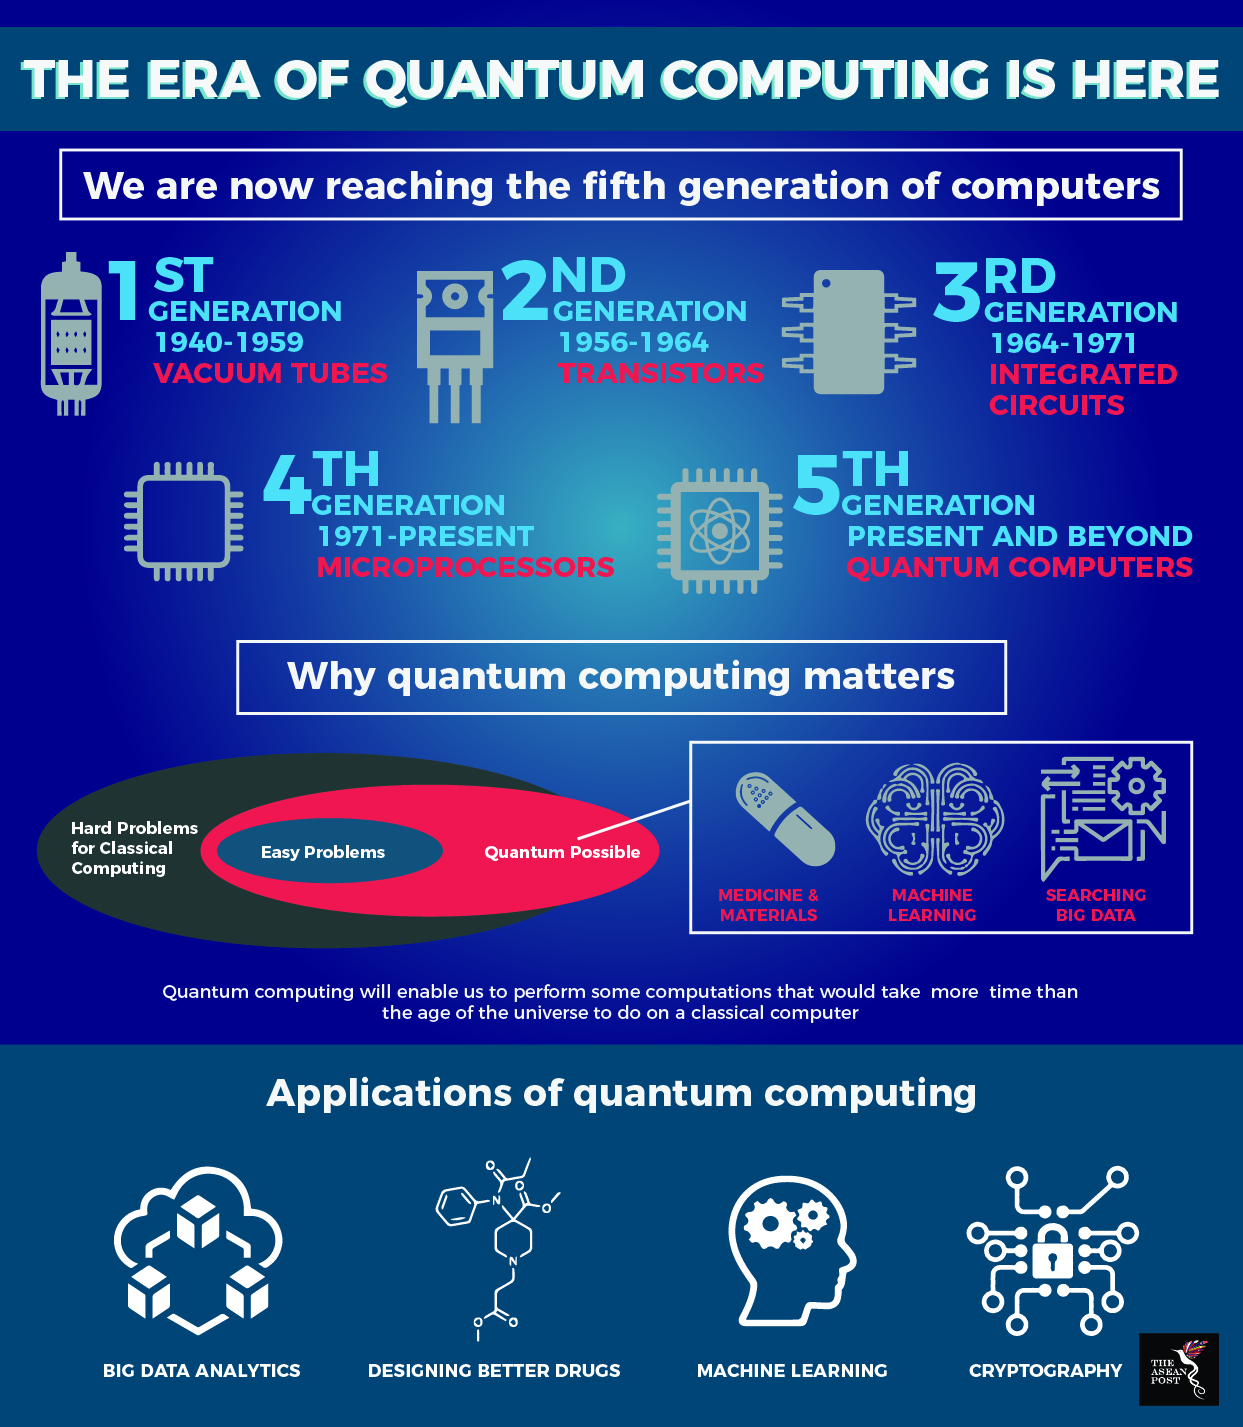 THE ERA OF QUANTUM COMPUTING IS HERE
We are now reaching the fifth generation of computers
1ST
GENERATION
1940-1959
VACUUM TUBES
2ND
GENERATION
1956-1964
TRANSISTORS
3RD
GENERATION
1964-1971
INTEGRATED
CIRCUITS
4TH
GENERATION
1971-PRESENT
MICROPROCESSORS
5TH
GENERATION
PRESENT AND BEYOND
QUANTUM COMPUTERS
Why quantum computing matters
Hard Problems
for Classical
Computing
Easy Problems
Quantum Possible
MEDICINE &
MATERIALS
MACHINE
LEARNING
SEARCHING
BIG DATA
Quantum computing will enable us to perform some computations that would take more time than
the age of the universe to do on a classical computer
Applications of quantum computing
O
N
O
O
N
O
O
BIG DATA ANALYTICS
DESIGNING BETTER DRUGS
MACHINE LEARNING
CRYPTOGRAPHY
THE
ASEAN
POST